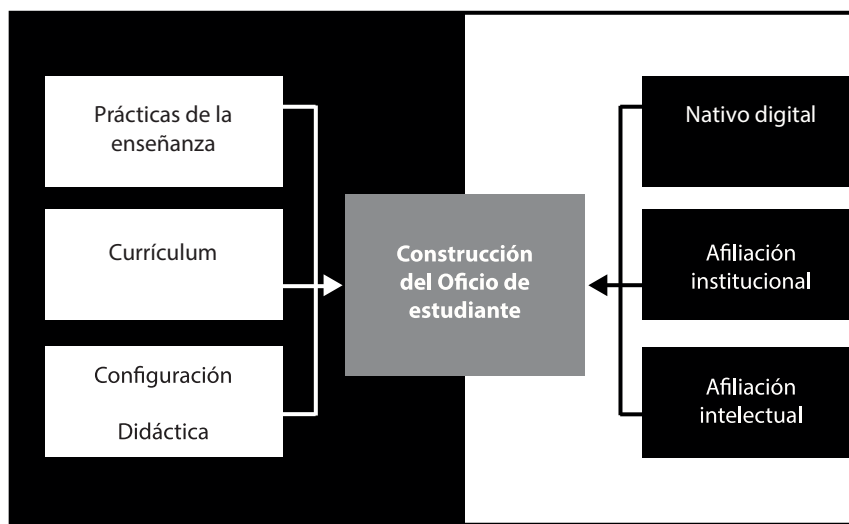 Prácticas de la
enseñanza
Currículum
Configuración
Didáctica
Construcción
del Oficio de
estudiante
Nativo digital
Afiliación
institucional
Afiliación
intelectual